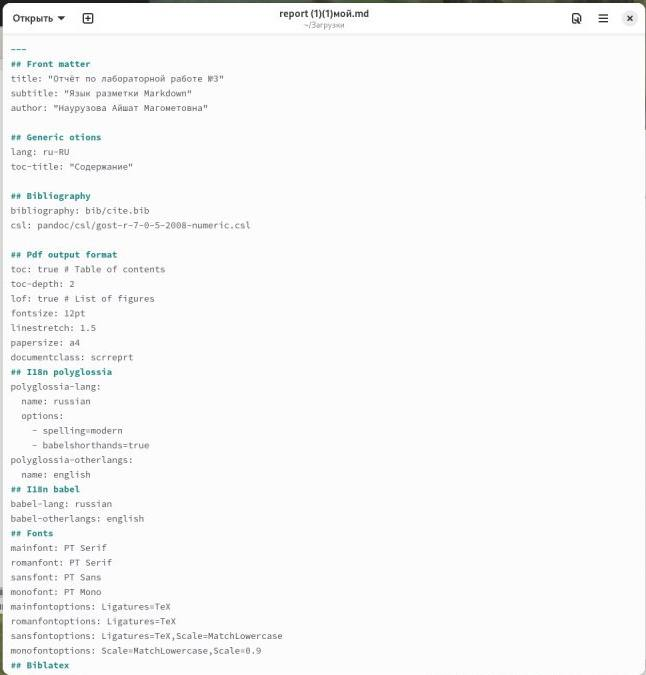 Открыть
report (1)(1)мой.md
~/Загрузки
---
## Front matter
title: "Отчёт по лабораторной работе №3"
subtitle: "Язык разметки Markdown"
author: "Наурузова Айшат Магометовна"
## Generic otions
lang: ru-RU
toc-title: "Содержание"
## Bibliography
bibliography: bib/cite.bib
csl: pandoc/csl/gost-r-7-0-5-2008-numeric.csl
## Pdf output format
toc: true # Table of contents
toc-depth: 2
lof: true # List of figures
fontsize: 12pt
linestretch: 1.5
papersize: a4
documentclass: scrreprt
## I18n polyglossia
polyglossia-lang:
  name: russian
  options:
    - spelling=modern
    - babelshorthands=true
polyglossia-otherlangs:
  name: english
## I18n babel
babel-lang: russian
babel-otherlangs: english
## Fonts
mainfont: PT Serif
romanfont: PT Serif
sansfont: PT Sans
monofont: PT Mono
mainfontoptions: Ligatures=TeX
romanfontoptions: Ligatures=TeX
sansfontoptions: Ligatures=TeX,Scale=MatchLowercase
monofontoptions: Scale=MatchLowercase,Scale=0.9
## Biblatex